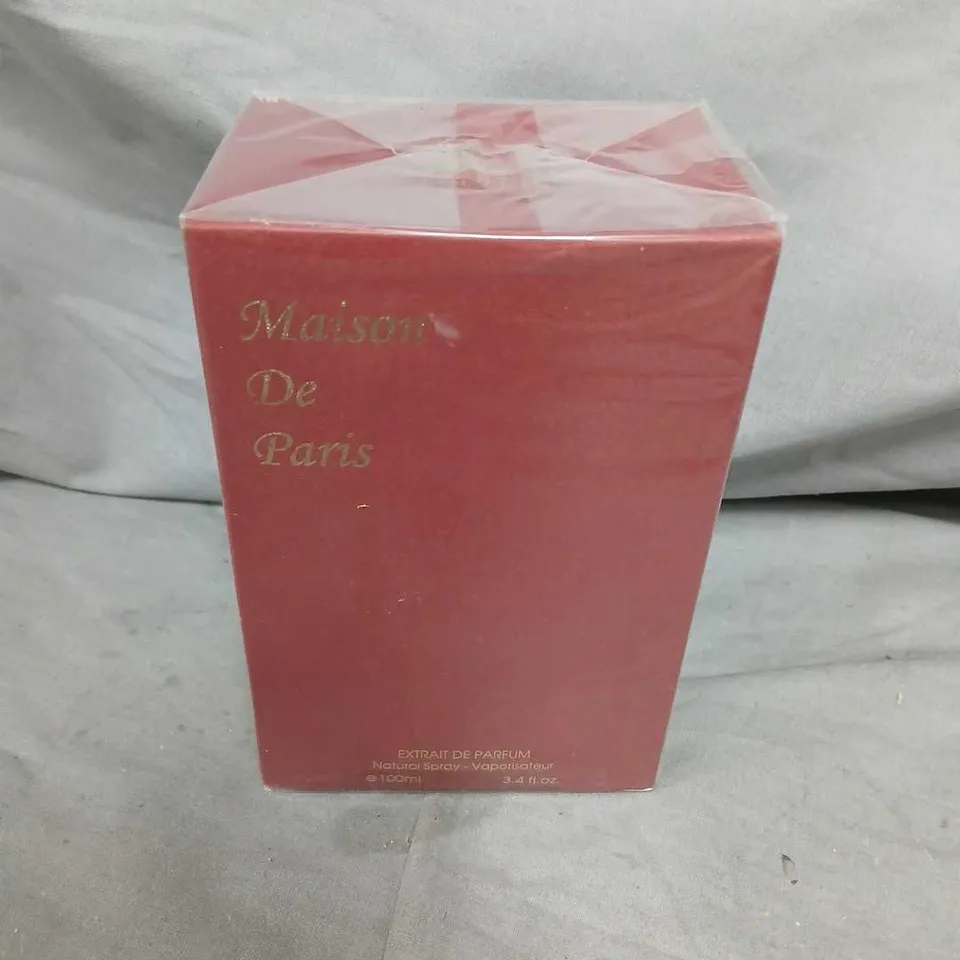 Maison
De
Paris
EXTRAIT DE PARFUM
Natural Spray - Vaporisateur
℮100ml 3.4 fl.oz.